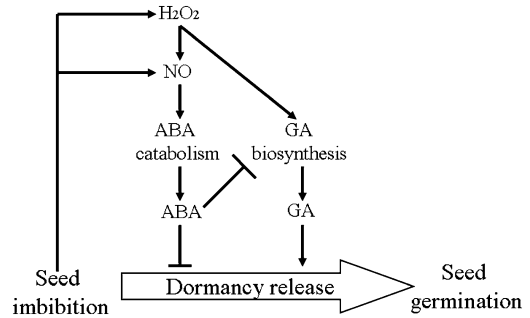 H2O2
NO
ABA
catabolism
GA
biosynthesis
ABA
GA
Seed
imbibition
Dormancy release
Seed
germination